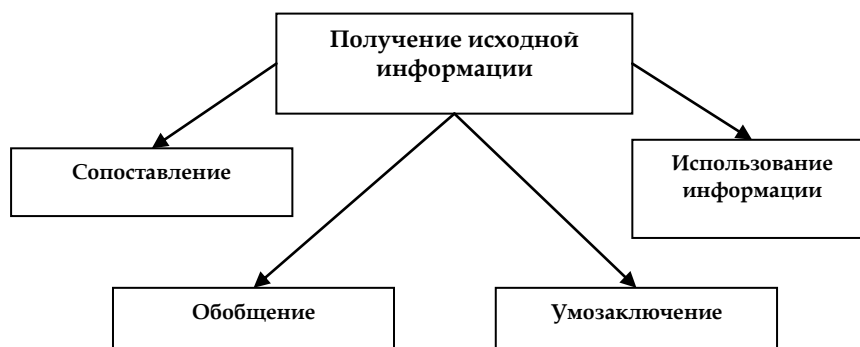 Получение исходной
информации
Сопоставление
Использование
информации
Обобщение
Умозаключение